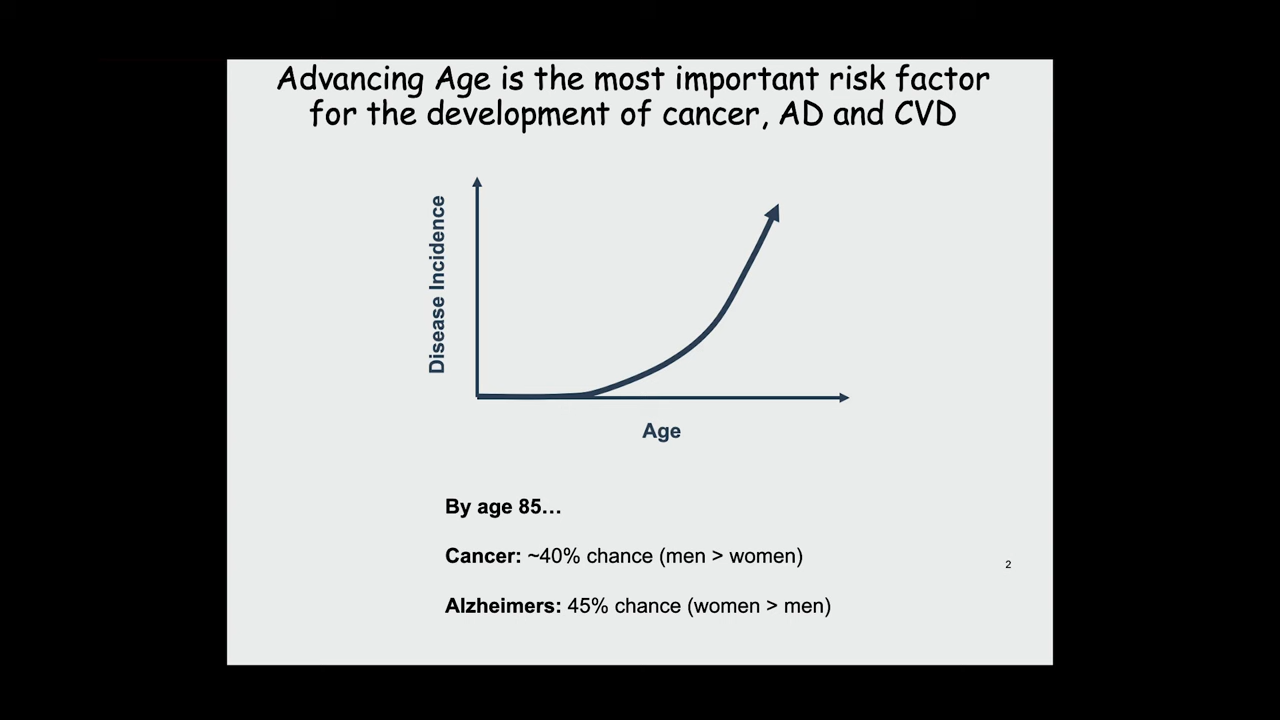 Advancing Age is the most important risk factor
for the development of cancer, AD and CVD
Disease Incidence
Age
By age 85…
Cancer: ~40% chance (men > women)
2
Alzheimers: 45% chance (women > men)